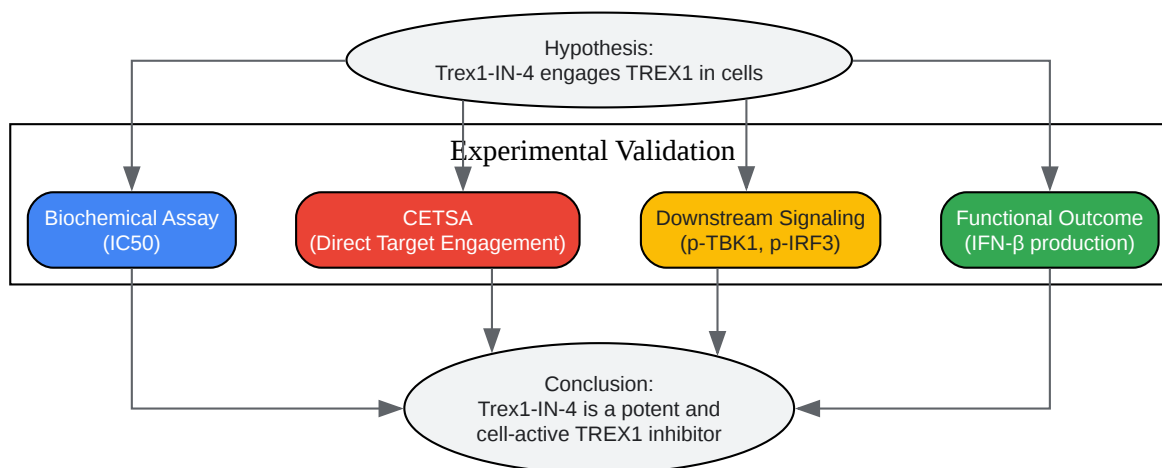 Hypothesis:
Trex1-IN-4 engages TREX1 in cells
Experimental Validation
Biochemical Assay
(IC50)
CETSA
(Direct Target Engagement)
Downstream Signaling
(p-TBK1, p-IRF3)
Functional Outcome
(IFN-β production)
Conclusion:
Trex1-IN-4 is a potent and
cell-active TREX1 inhibitor